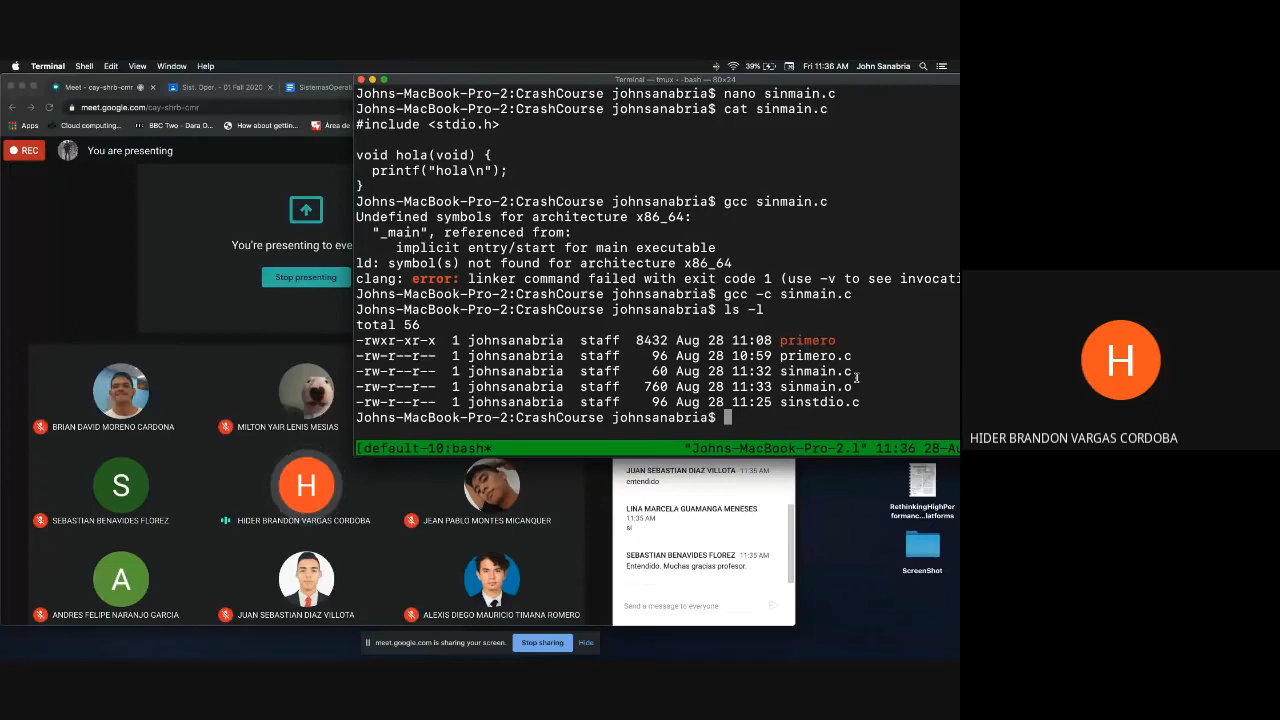 Terminal Shell Edit View Window Help
39% Fri 11:36 AM John Sanabria
Meet - cay-shrb-cmr
Sist. Oper. - 01 Fall 2020
SistemasOperati
meet.google.com/cay-shrb-cmr
Apps Cloud computing... BBC Two - Dara O... How about gettin... Área de
REC You are presenting
You're presenting to eve
Stop presenting
Terminal — tmux - -bash — 80x24
Johns-MacBook-Pro-2:CrashCourse johnsanabria$ nano sinmain.c
Johns-MacBook-Pro-2:CrashCourse johnsanabria$ cat sinmain.c
#include <stdio.h>
void hola(void) {
printf("hola\n");
}
Johns-MacBook-Pro-2:CrashCourse johnsanabria$ gcc sinmain.c
Undefined symbols for architecture x86_64:
"_main", referenced from:
implicit entry/start for main executable
ld: symbol(s) not found for architecture x86_64
clang: error: linker command failed with exit code 1 (use -v to see invocati
Johns-MacBook-Pro-2:CrashCourse johnsanabria$ gcc -c sinmain.c
Johns-MacBook-Pro-2:CrashCourse johnsanabria$ ls -l
total 56
-rwxr-xr-x 1 johnsanabria staff 8432 Aug 28 11:08 primero
-rw-r--r-- 1 johnsanabria staff 96 Aug 28 10:59 primero.c
-rw-r--r-- 1 johnsanabria staff 60 Aug 28 11:32 sinmain.c
-rw-r--r-- 1 johnsanabria staff 760 Aug 28 11:33 sinmain.o
-rw-r--r-- 1 johnsanabria staff 96 Aug 28 11:25 sinstdio.c
Johns-MacBook-Pro-2:CrashCourse johnsanabria$
[default-10:bash* "Johns-MacBook-Pro-2.l" 11:36 28-Au
BRIAN DAVID MORENO CARDONA
MILTON YAIR LENIS MESIAS
S
SEBASTIAN BENAVIDES FLOREZ
H
HIDER BRANDON VARGAS CORDOBA
JEAN PABLO MONTES MICANQUER
A
ANDRES FELIPE NARANJO GARCIA
JUAN SEBASTIAN DIAZ VILLOTA
ALEXIS DIEGO MAURICIO TIMANA ROMERO
JUAN SEBASTIAN DIAZ VILLOTA 11:35 AM
entendido
LINA MARCELA GUAMANGA MENESES
11:35 AM
si
SEBASTIAN BENAVIDES FLOREZ 11:35 AM
Entendido. Muchas gracias profesor.
Send a message to everyone
RethinkingHighPer
formanc...latforms
ScreenShot
meet.google.com is sharing your screen. Stop sharing Hide
H
HIDER BRANDON VARGAS CORDOBA